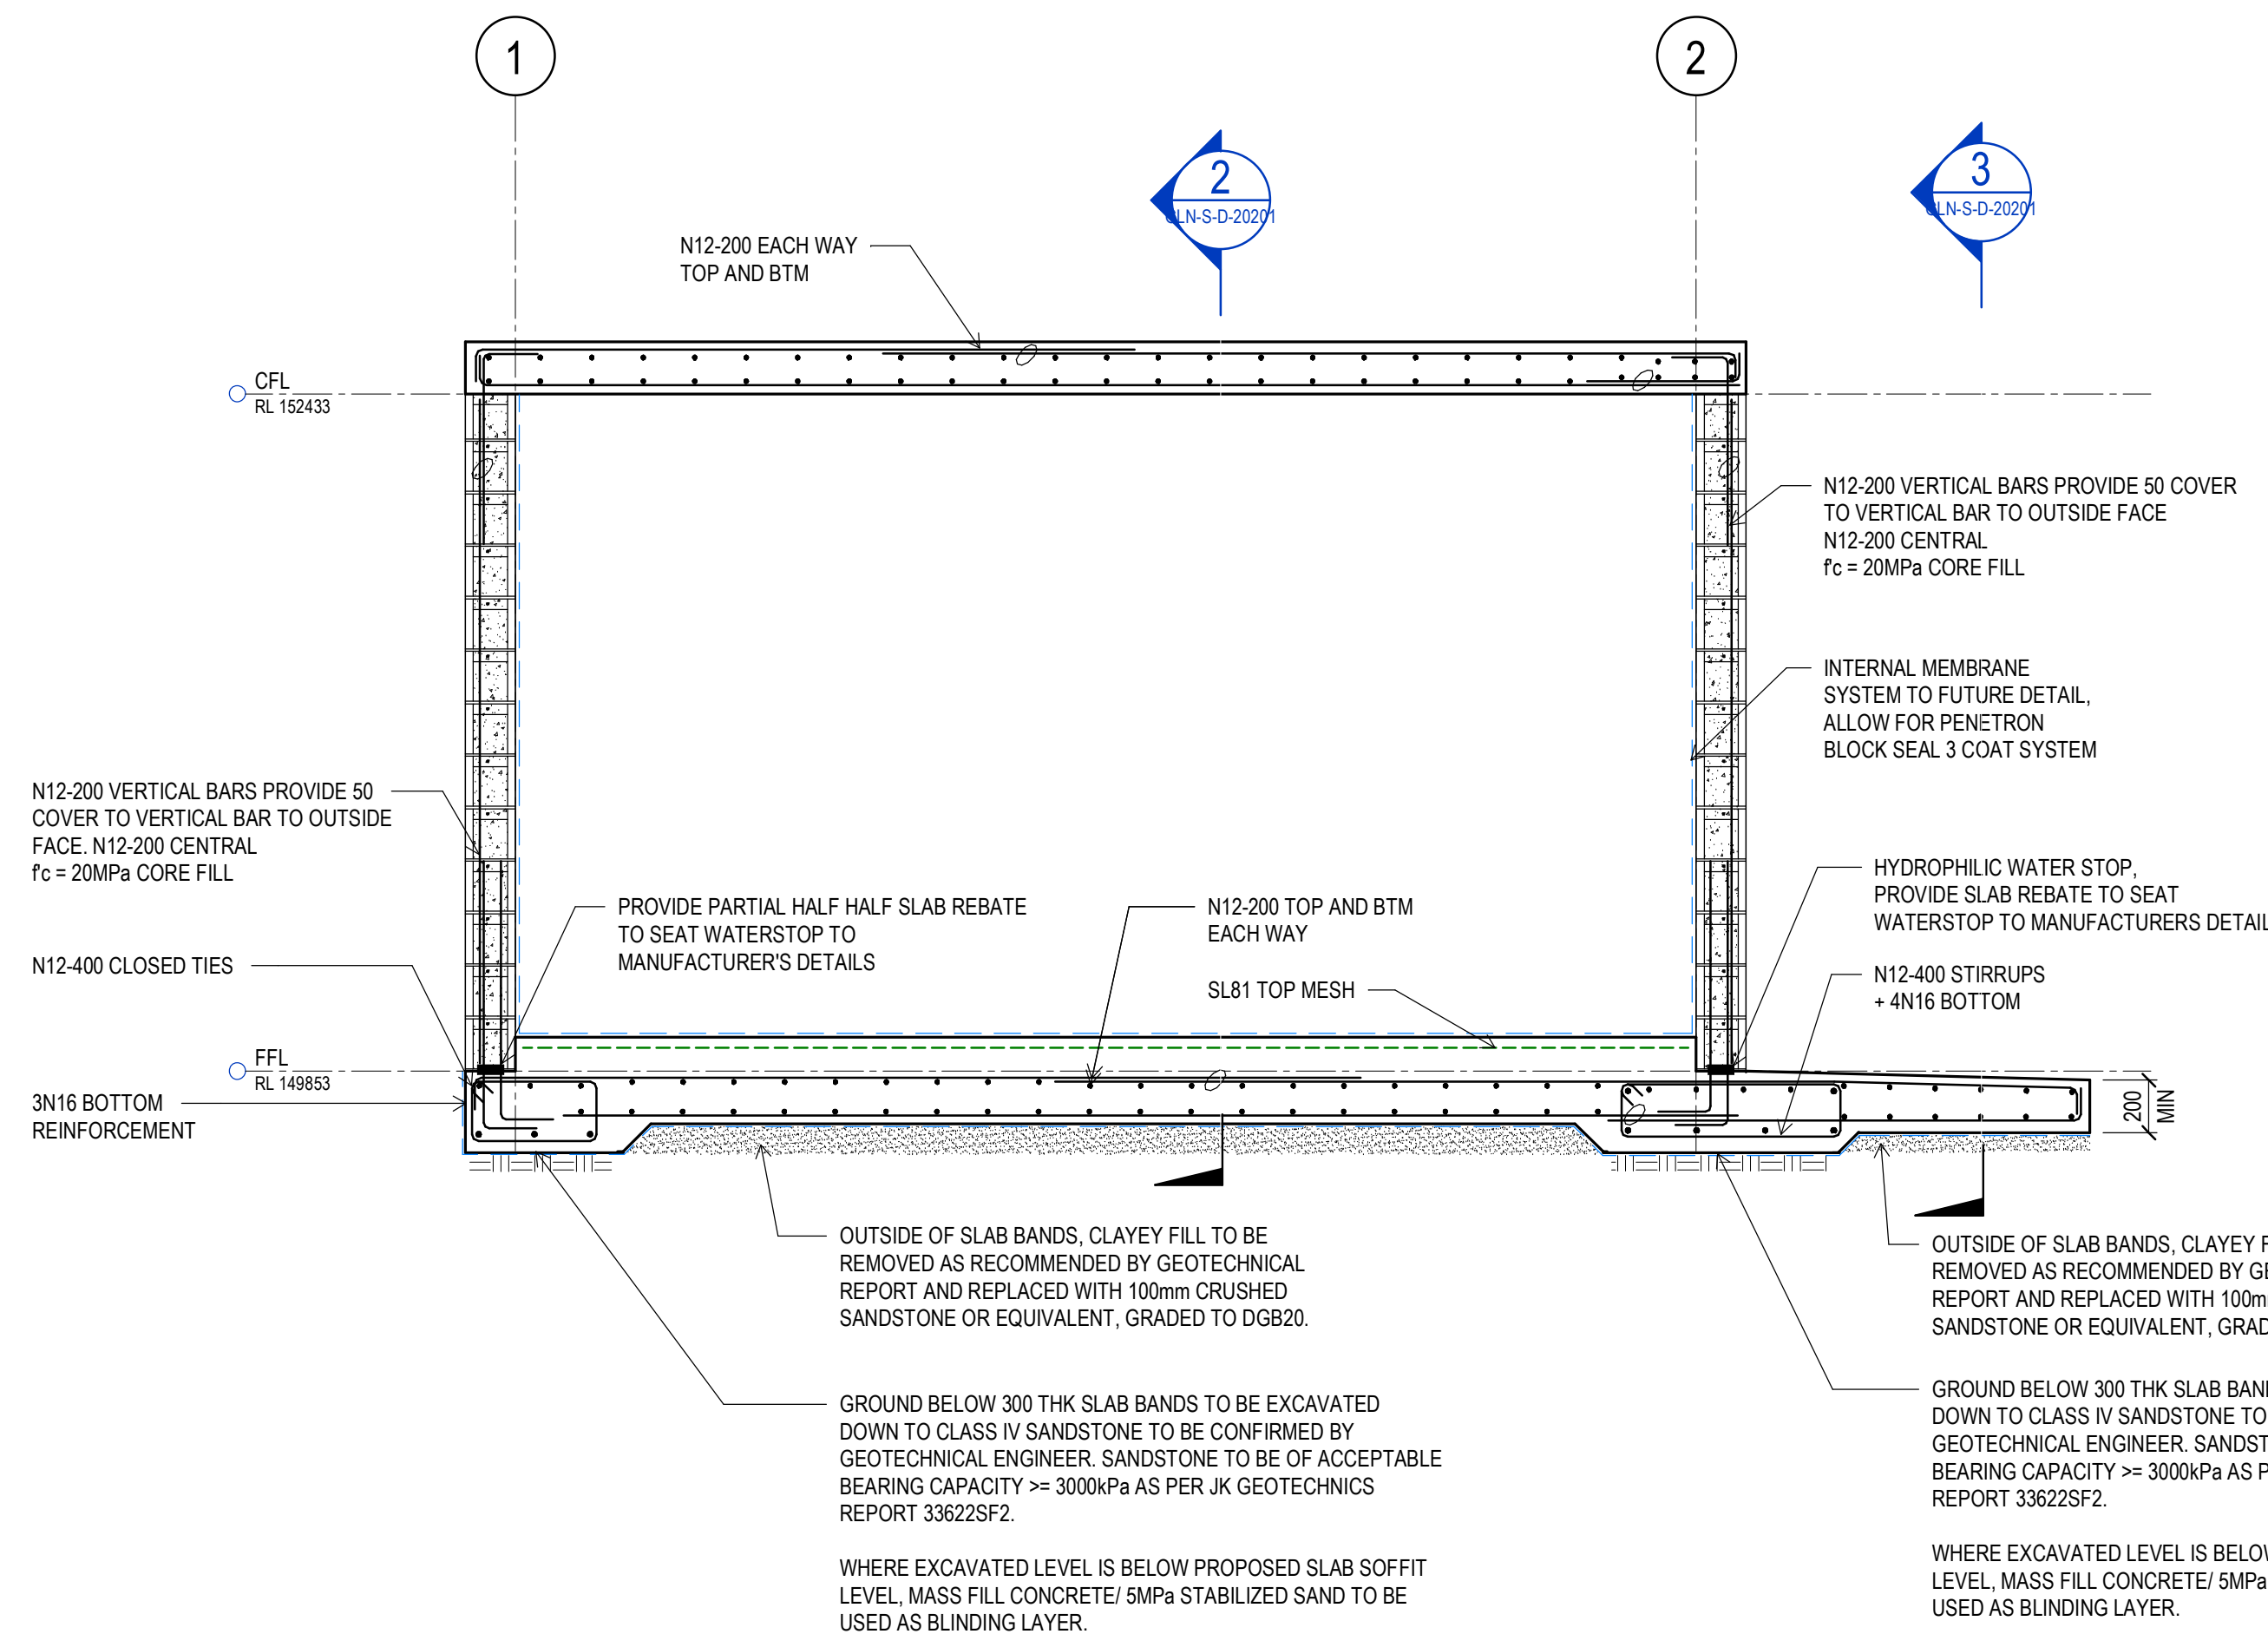 1
2
2
GLN-S-D-20201
3
GLN-S-D-20201
N12-200 EACH WAY
TOP AND BTM
CFL
RL 152433
N12-200 VERTICAL BARS PROVIDE 50 COVER
TO VERTICAL BAR TO OUTSIDE FACE
N12-200 CENTRAL
f'c = 20MPa CORE FILL
INTERNAL MEMBRANE
SYSTEM TO FUTURE DETAIL,
ALLOW FOR PENETRON
BLOCK SEAL 3 COAT SYSTEM
N12-200 VERTICAL BARS PROVIDE 50
COVER TO VERTICAL BAR TO OUTSIDE
FACE. N12-200 CENTRAL
f'c = 20MPa CORE FILL
PROVIDE PARTIAL HALF HALF SLAB REBATE
TO SEAT WATERSTOP TO
MANUFACTURER'S DETAILS
N12-200 TOP AND BTM
EACH WAY
SL81 TOP MESH
HYDROPHILIC WATER STOP,
PROVIDE SLAB REBATE TO SEAT
WATERSTOP TO MANUFACTURERS DETAIL
N12-400 STIRRUPS
+ 4N16 BOTTOM
N12-400 CLOSED TIES
FFL
RL 149853
3N16 BOTTOM
REINFORCEMENT
200
MIN
OUTSIDE OF SLAB BANDS, CLAYEY FILL TO BE
REMOVED AS RECOMMENDED BY GEOTECHNICAL
REPORT AND REPLACED WITH 100mm CRUSHED
SANDSTONE OR EQUIVALENT, GRADED TO DGB20.
GROUND BELOW 300 THK SLAB BANDS TO BE EXCAVATED
DOWN TO CLASS IV SANDSTONE TO BE CONFIRMED BY
GEOTECHNICAL ENGINEER. SANDSTONE TO BE OF ACCEPTABLE
BEARING CAPACITY >= 3000kPa AS PER JK GEOTECHNICS
REPORT 33622SF2.
WHERE EXCAVATED LEVEL IS BELOW PROPOSED SLAB SOFFIT
LEVEL, MASS FILL CONCRETE/ 5MPa STABILIZED SAND TO BE
USED AS BLINDING LAYER.
OUTSIDE OF SLAB BANDS, CLAYEY
REMOVED AS RECOMMENDED BY
REPORT AND REPLACED WITH
SANDSTONE OR EQUIVALENT,
GROUND BELOW 300 THK SLAB
DOWN TO CLASS IV SANDSTONE TO
GEOTECHNICAL ENGINEER.
BEARING CAPACITY >= 3000kPa AS
REPORT 33622SF2.
WHERE EXCAVATED LEVEL IS
LEVEL, MASS FILL CONCRETE/ 5MPa
USED AS BLINDING LAYER.